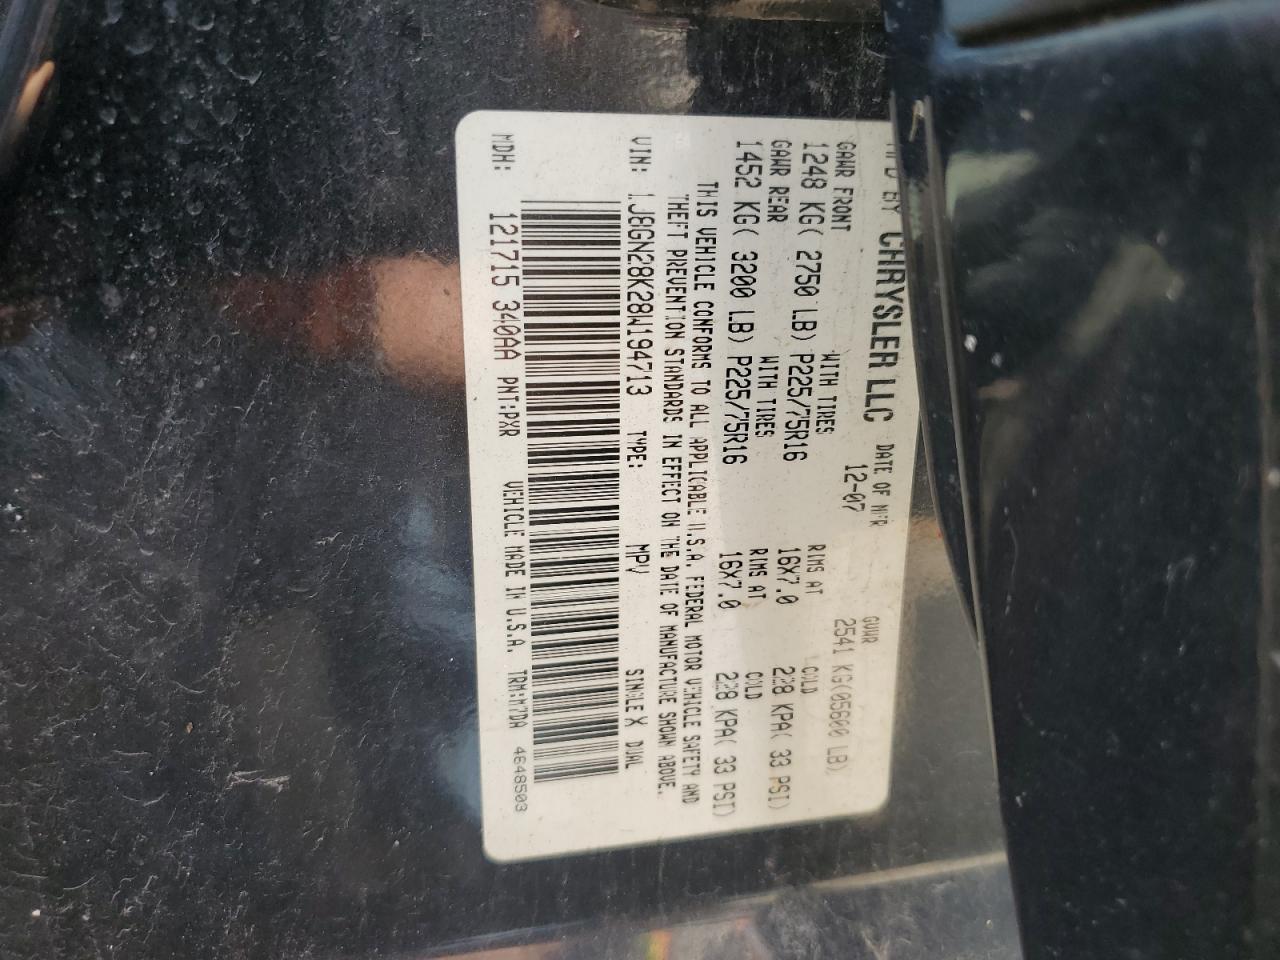 MFD BY CHRYSLER LLC DATE OF MFR GVWR
12-07 2541 KG(05600 LB)
GAWR FRONT WITH TIRES RIMS AT COLD
1248 KG( 2750 LB) P225/75R16 16X7.0 228 KPA( 33 PSI)
GAWR REAR WITH TIRES RIMS AT COLD
1452 KG( 3200 LB) P225/75R16 16X7.0 228 KPA( 33 PSI)
THIS VEHICLE CONFORMS TO ALL APPLICABLE U.S.A. FEDERAL MOTOR VEHICLE SAFETY AND
THEFT PREVENTION STANDARDS IN EFFECT ON THE DATE OF MANUFACTURE SHOWN ABOVE.
VIN: 1J8GN28K28W194713 TYPE: MPV SINGLE X DUAL
MDH: 121715 340AA PNT:PXR VEHICLE MADE IN U.S.A. TRM:M7DA 4648503